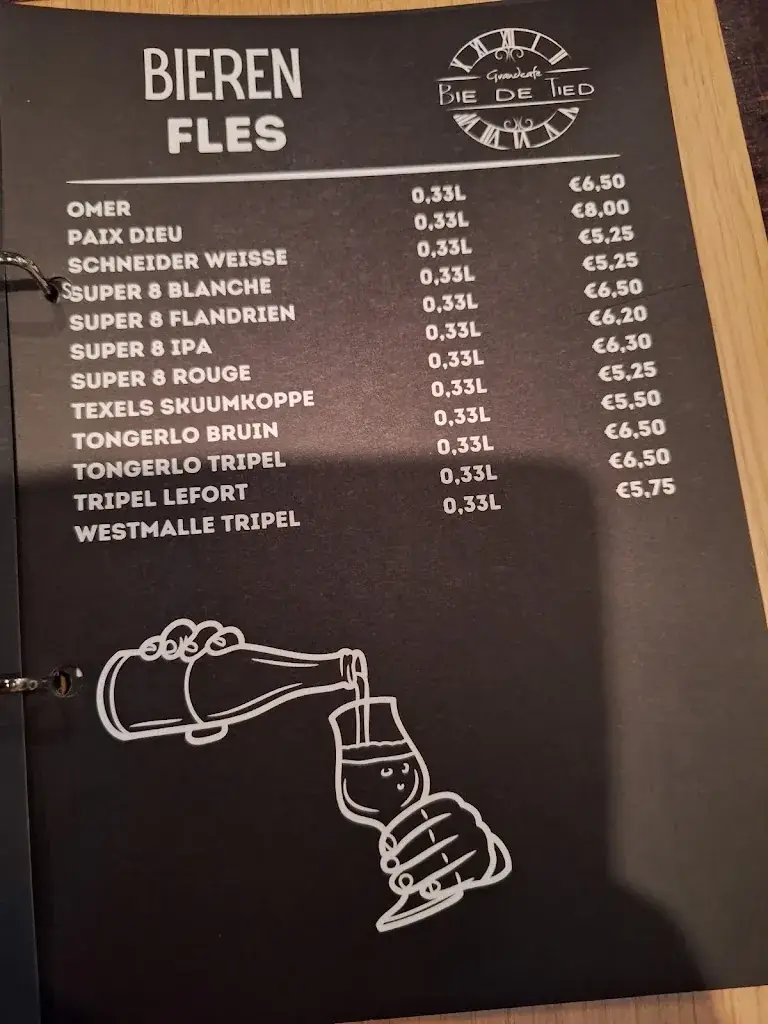 BIEREN
FLES
Grandcafe
BIE DE TIED
OMER 0,33L €6,50
PAIX DIEU 0,33L €8,00
SCHNEIDER WEISSE 0,33L €5,25
SUPER 8 BLANCHE 0,33L €5,25
SUPER 8 FLANDRIEN 0,33L €6,50
SUPER 8 IPA 0,33L €6,20
SUPER 8 ROUGE 0,33L €6,30
TEXELS SKUUMKOPPE 0,33L €5,25
TONGERLO BRUIN 0,33L €5,50
TONGERLO TRIPEL 0,33L €6,50
TRIPEL LEFORT 0,33L €6,50
WESTMALLE TRIPEL 0,33L €5,75